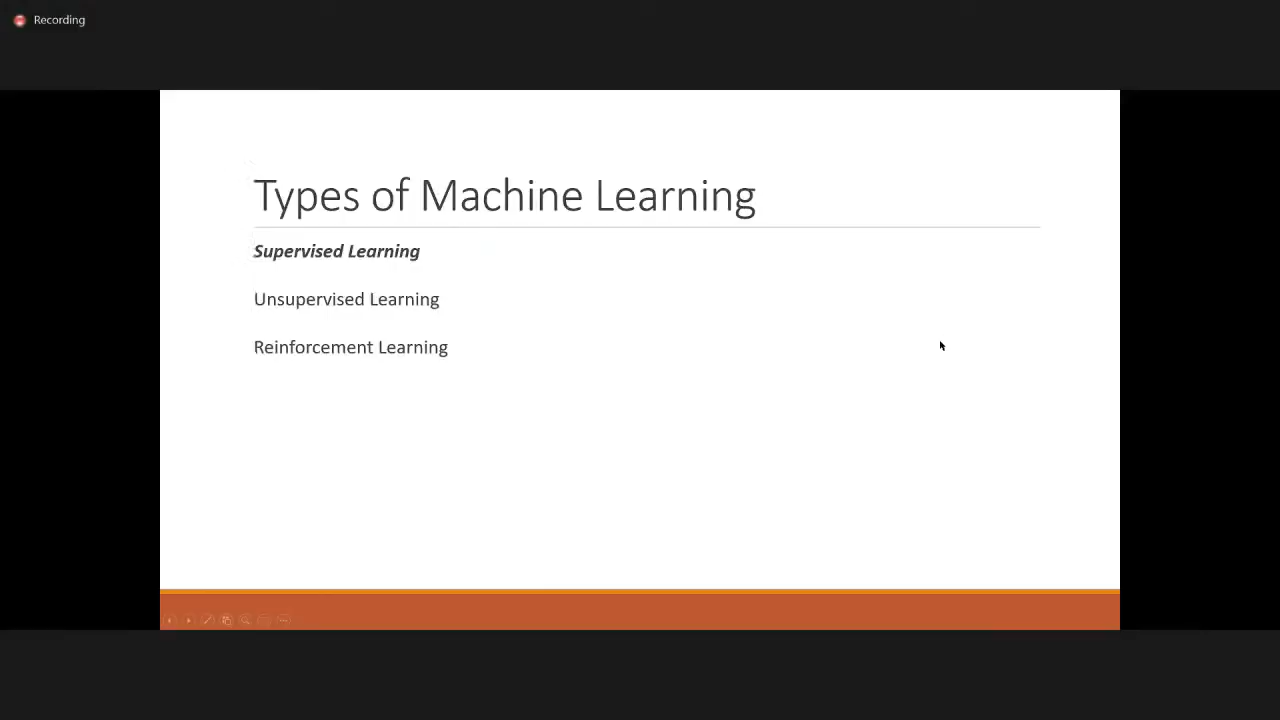 Recording
Types of Machine Learning
Supervised Learning
Unsupervised Learning
Reinforcement Learning